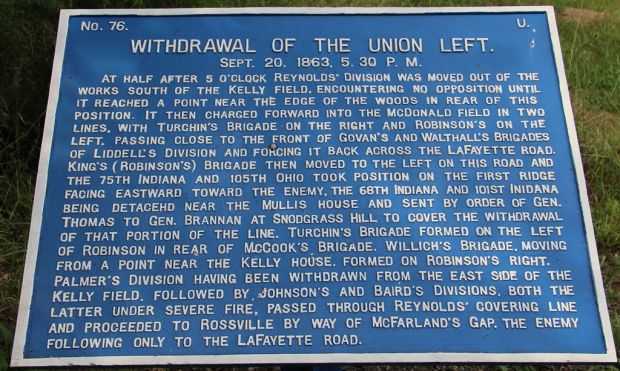 No. 76. U.
WITHDRAWAL OF THE UNION LEFT.
SEPT. 20. 1863, 5.30 P. M.
AT HALF AFTER 5 O'CLOCK REYNOLDS' DIVISION WAS MOVED OUT OF THE
WORKS SOUTH OF THE KELLY FIELD, ENCOUNTERING NO OPPOSITION UNTIL
IT REACHED A POINT NEAR THE EDGE OF THE WOODS IN REAR OF THIS
POSITION. IT THEN CHARGED FORWARD INTO THE MCDONALD FIELD IN TWO
LINES, WITH TURCHIN'S BRIGADE ON THE RIGHT AND ROBINSON'S ON THE
LEFT, PASSING CLOSE TO THE FRONT OF GOVAN'S AND WALTHALL'S BRIGADES
OF LIDDELL'S DIVISION AND FORCING IT BACK ACROSS THE LAFAYETTE ROAD.
KING'S (ROBINSON'S) BRIGADE THEN MOVED TO THE LEFT ON THIS ROAD AND
THE 75TH INDIANA AND 105TH OHIO TOOK POSITION ON THE FIRST RIDGE
FACING EASTWARD TOWARD THE ENEMY, THE 68TH INDIANA AND 101ST INIDANA
BEING DETACEHD NEAR THE MULLIS HOUSE AND SENT BY ORDER OF GEN.
THOMAS TO GEN. BRANNAN AT SNODGRASS HILL, TO COVER THE WITHDRAWAL
OF THAT PORTION OF THE LINE. TURCHIN'S BRIGADE FORMED ON THE LEFT
OF ROBINSON IN REAR OF MCCOOK'S BRIGADE. WILLICH'S BRIGADE, MOVING
FROM A POINT NEAR THE KELLY HOUSE, FORMED ON ROBINSON'S RIGHT.
PALMER'S DIVISION HAVING BEEN WITHDRAWN FROM THE EAST SIDE OF THE
KELLY FIELD, FOLLOWED BY JOHNSON'S AND BAIRD'S DIVISIONS, BOTH THE
LATTER UNDER SEVERE FIRE, PASSED THROUGH REYNOLDS' COVERING LINE
AND PROCEEDED TO ROSSVILLE BY WAY OF MCFARLAND'S GAP. THE ENEMY
FOLLOWING ONLY TO THE LAFAYETTE ROAD.